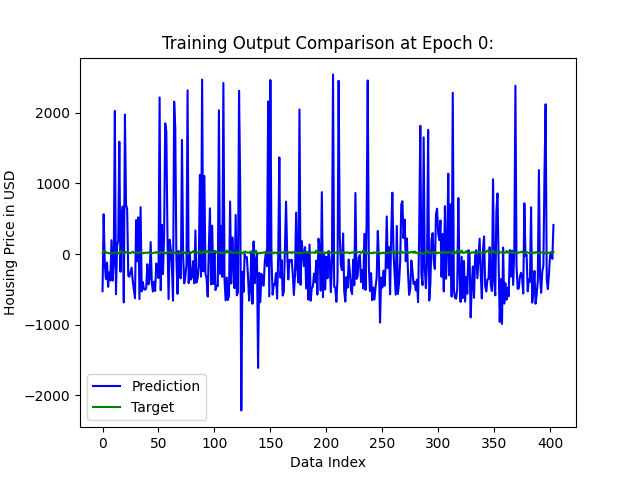 Training Output Comparison at Epoch 0:
Housing Price in USD
2000
1000
0
−1000
−2000
Prediction
Target
0 50 100 150 200 250 300 350 400
Data Index